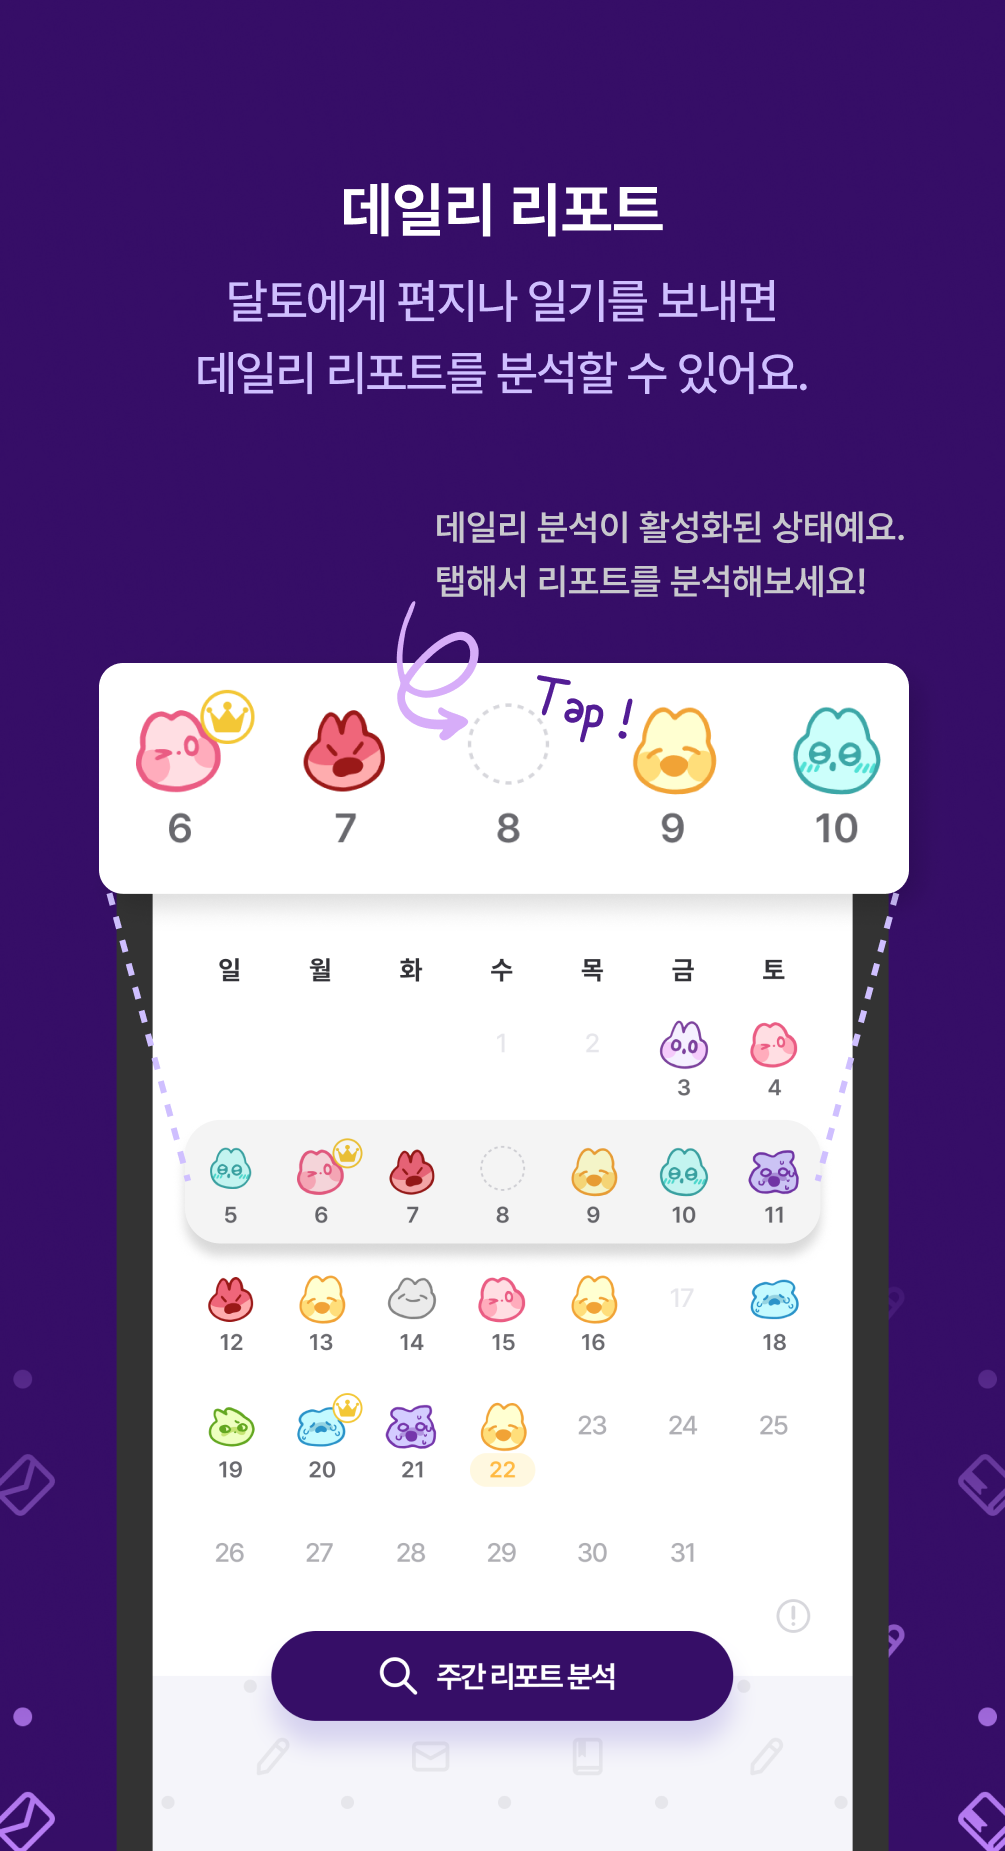 데일리 리포트
달토에게 편지나 일기를 보내면
데일리 리포트를 분석할 수 있어요.
데일리 분석이 활성화된 상태예요.
탭해서 리포트를 분석해보세요!
Tap!
6 7 8 9 10
일 월 화 수 목 금 토
1 2 3 4
5 6 7 8 9 10 11
12 13 14 15 16 17 18
19 20 21 22 23 24 25
26 27 28 29 30 31
주간 리포트 분석